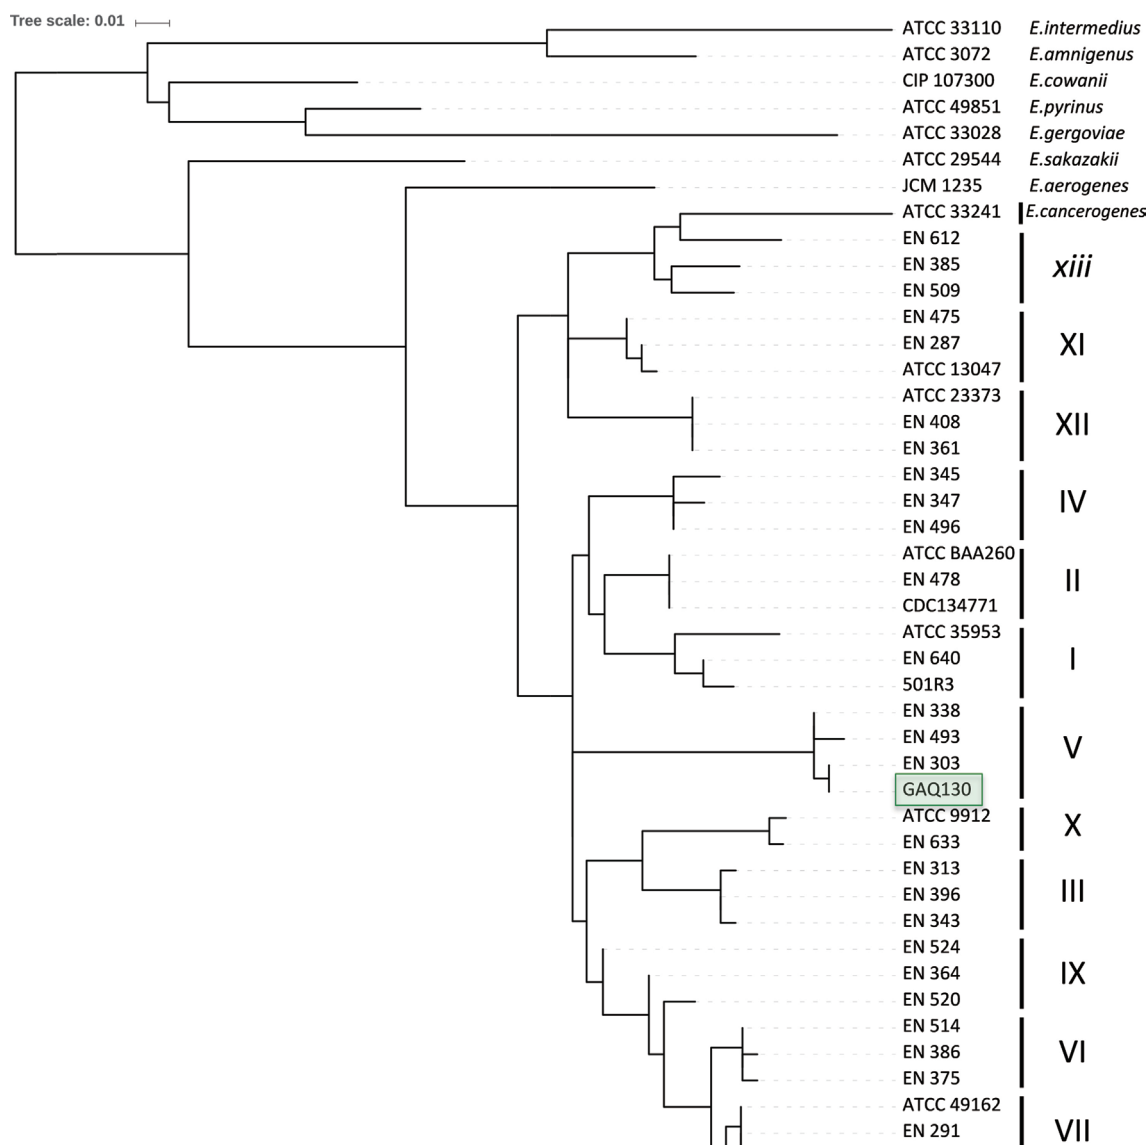 Tree scale: 0.01
ATCC 33110 E.intermedius
ATCC 3072 E.amnigenus
CIP 107300 E.cowanii
ATCC 49851 E.pyrinus
ATCC 33028 E.gergoviae
ATCC 29544 E.sakazakii
JCM 1235 E.aerogenes
ATCC 33241 E.cancerogenes
EN 612
EN 385 xiii
EN 509
EN 475
EN 287 XI
ATCC 13047
ATCC 23373
EN 408 XII
EN 361
EN 345
EN 347 IV
EN 496
ATCC BAA260
EN 478 II
CDC134771
ATCC 35953
EN 640 I
501R3
EN 338
EN 493 V
EN 303
GAQ130
ATCC 9912 X
EN 633
EN 313
EN 396 III
EN 343
EN 524
EN 364 IX
EN 520
EN 514
EN 386 VI
EN 375
ATCC 49162
EN 291 VII